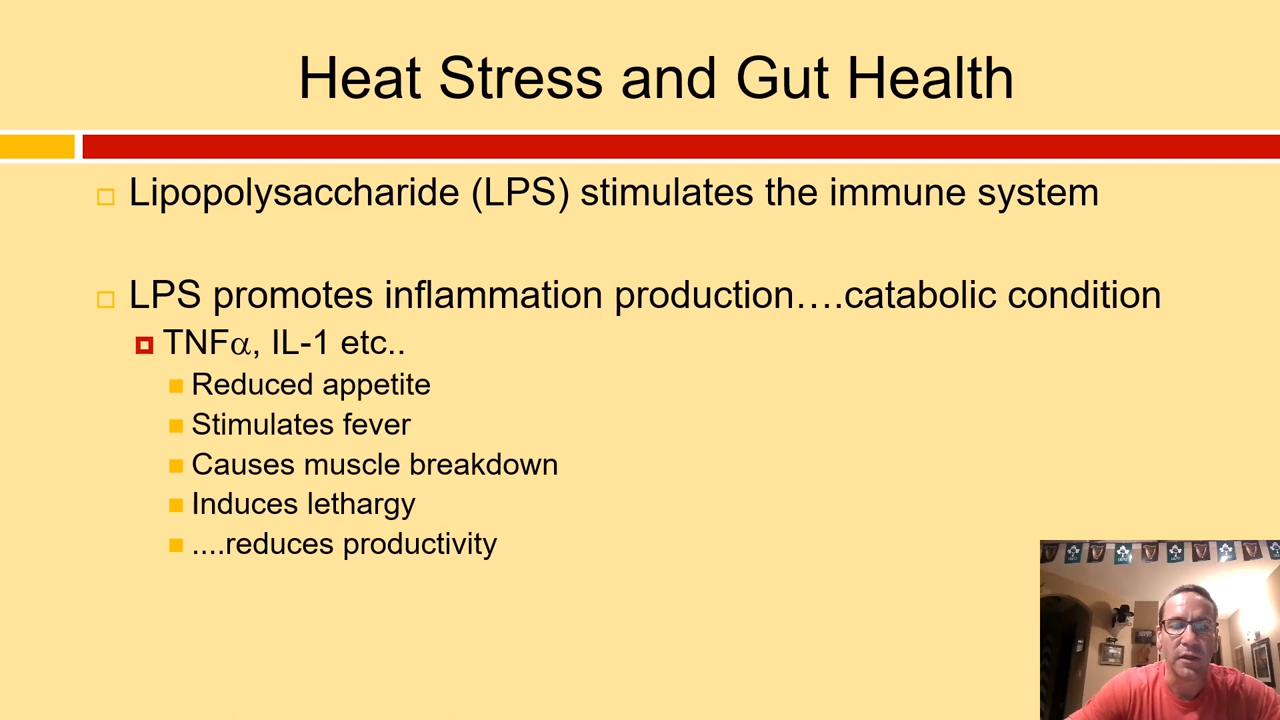 Heat Stress and Gut Health
Lipopolysaccharide (LPS) stimulates the immune system
LPS promotes inflammation production….catabolic condition
TNFα, IL-1 etc..
Reduced appetite
Stimulates fever
Causes muscle breakdown
Induces lethargy
....reduces productivity